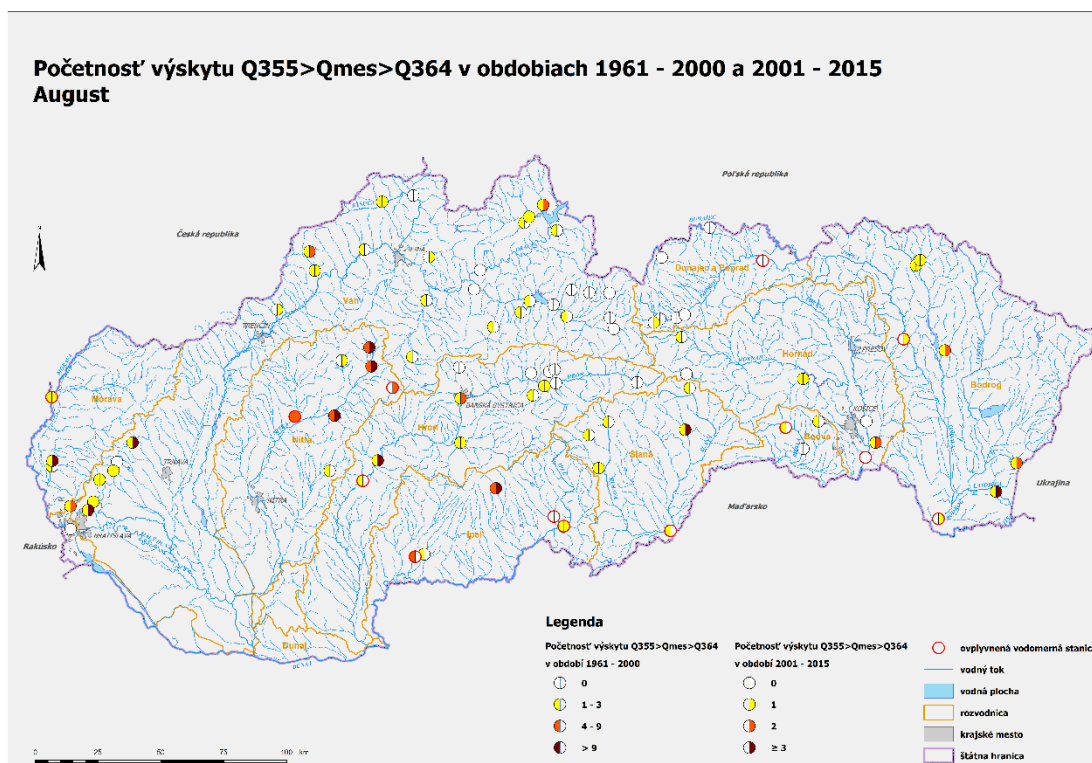 Početnosť výskytu Q355>Qmes>Q364 v obdobiach 1961 - 2000 a 2001 - 2015
August
Poľská republika
Česká republika
Dunajec a Poprad
Váh
TRENČÍN
PREŠOV
Hornád
Morava
Bodrog
BANSKÁ BYSTRICA
Hron
KOŠICE
Nitra
Slaná
Bodva
TRNAVA
NITRA
Ukrajina
Maďarsko
Ipeľ
Rakúsko
BRATISLAVA
Dunaj
DUNAJ
Legenda
Početnosť výskytu Q355>Qmes>Q364
v období 1961 - 2000
0
1 - 3
4 - 9
> 9
Početnosť výskytu Q355>Qmes>Q364
v období 2001 - 2015
0
1
2
≥ 3
ovplyvnená vodomerná stanica
vodný tok
vodná plocha
rozvodnica
krajské mesto
štátna hranica
0 25 50 100 km